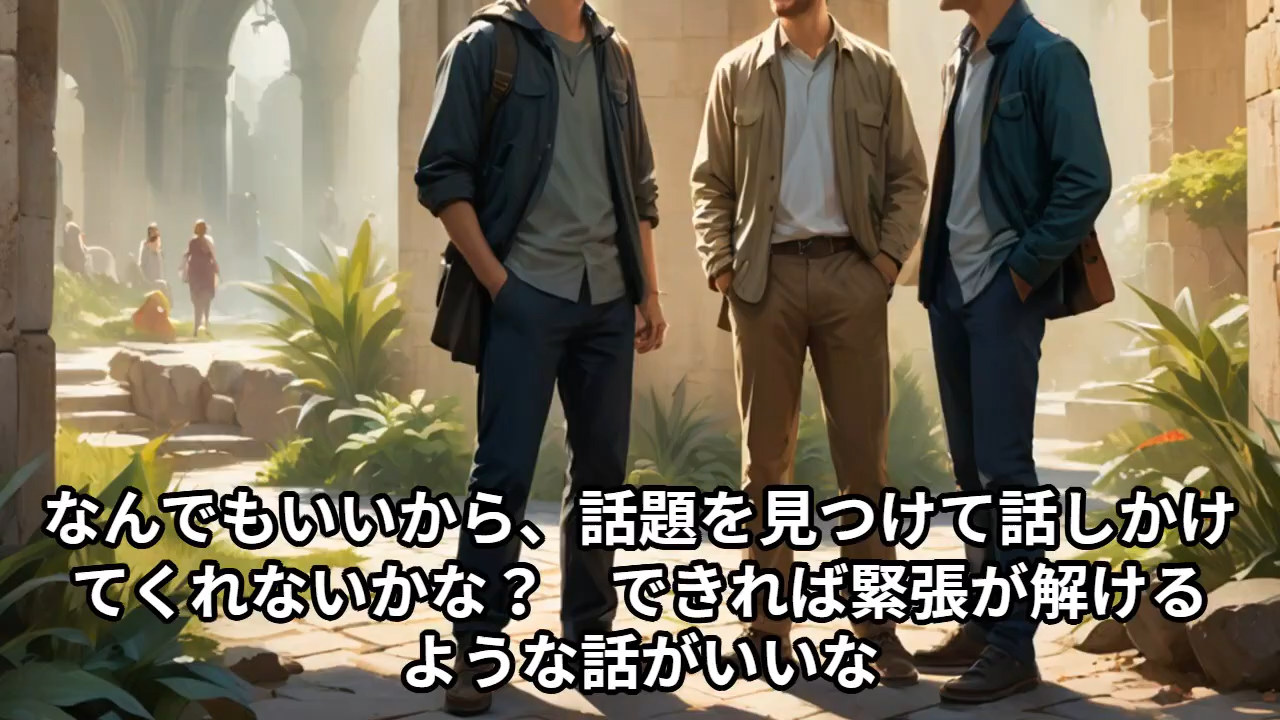 なんでもいいから、話題を見つけて話しかけ
てくれないかな？　できれば緊張が解ける
ような話がいいな